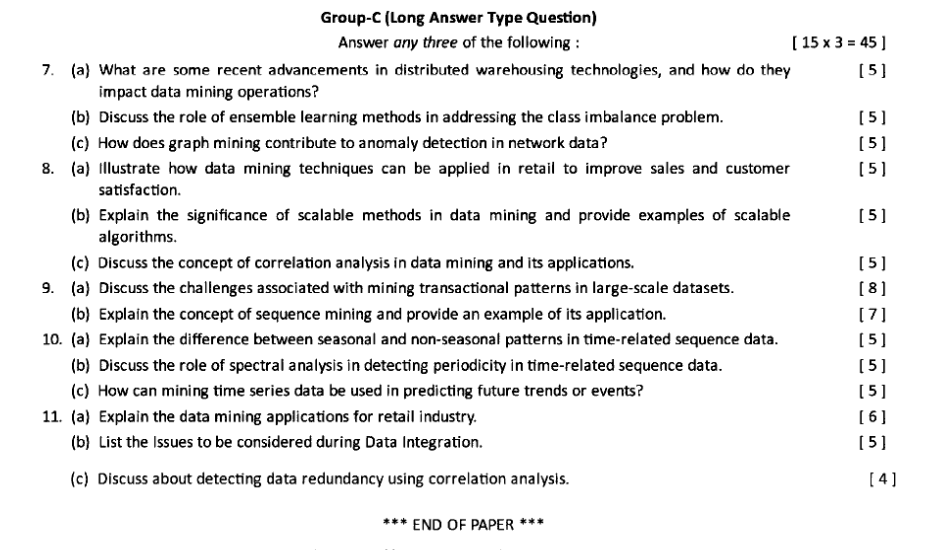 Group-C (Long Answer Type Question)
Answer any three of the following : [ 15 x 3 = 45 ]
7. (a) What are some recent advancements in distributed warehousing technologies, and how do they [ 5 ]
impact data mining operations?
(b) Discuss the role of ensemble learning methods in addressing the class imbalance problem. [ 5 ]
(c) How does graph mining contribute to anomaly detection in network data? [ 5 ]
8. (a) Illustrate how data mining techniques can be applied in retail to improve sales and customer [ 5 ]
satisfaction.
(b) Explain the significance of scalable methods in data mining and provide examples of scalable [ 5 ]
algorithms.
(c) Discuss the concept of correlation analysis in data mining and its applications. [ 5 ]
9. (a) Discuss the challenges associated with mining transactional patterns in large-scale datasets. [ 8 ]
(b) Explain the concept of sequence mining and provide an example of its application. [ 7 ]
10. (a) Explain the difference between seasonal and non-seasonal patterns in time-related sequence data. [ 5 ]
(b) Discuss the role of spectral analysis in detecting periodicity in time-related sequence data. [ 5 ]
(c) How can mining time series data be used in predicting future trends or events? [ 5 ]
11. (a) Explain the data mining applications for retail industry. [ 6 ]
(b) List the Issues to be considered during Data Integration. [ 5 ]
(c) Discuss about detecting data redundancy using correlation analysis. [ 4 ]
*** END OF PAPER ***